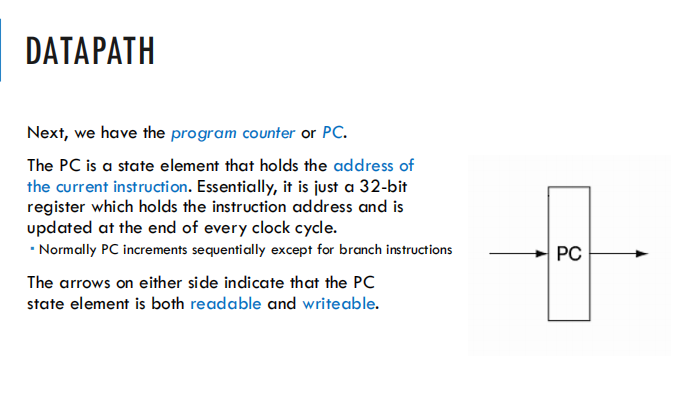 DATAPATH
Next, we have the program counter or PC.
The PC is a state element that holds the address of
the current instruction. Essentially, it is just a 32-bit
register which holds the instruction address and is
updated at the end of every clock cycle.
▪ Normally PC increments sequentially except for branch instructions
The arrows on either side indicate that the PC
state element is both readable and writeable.
PC